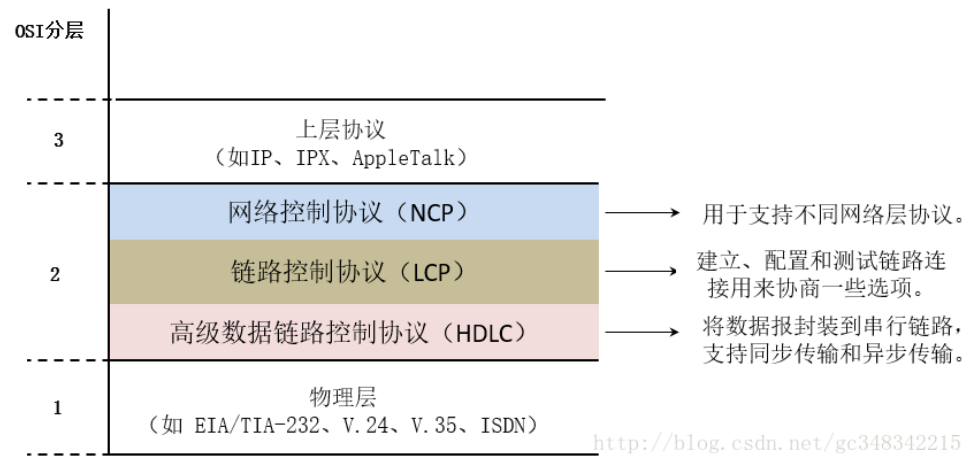 OSI分层
3
上层协议
（如IP、IPX、AppleTalk）
2
网络控制协议（NCP）
用于支持不同网络层协议。
链路控制协议（LCP）
建立、配置和测试链路连
接用来协商一些选项。
高级数据链路控制协议（HDLC）
将数据报封装到串行链路，
支持同步传输和异步传输。
1
物理层
（如 EIA/TIA-232、V.24、V.35、ISDN）
http://blog.csdn.net/gc348342215